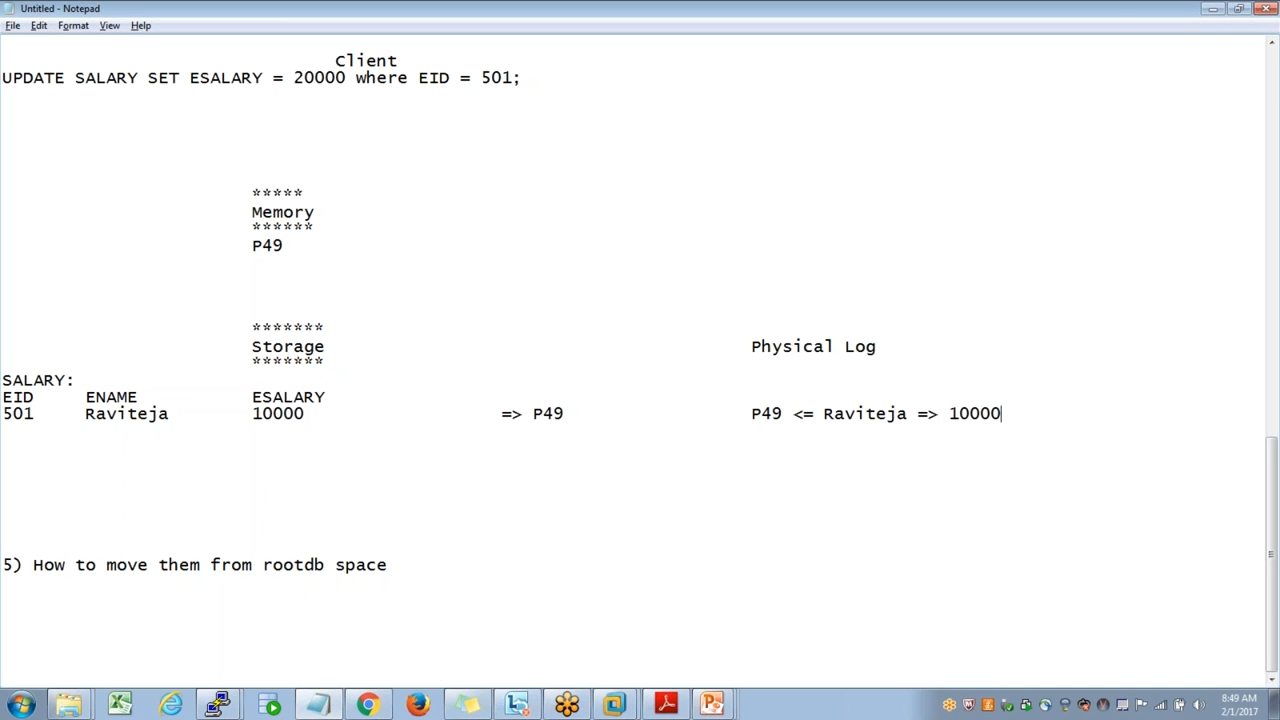 Untitled - Notepad
File Edit Format View Help
Client
UPDATE SALARY SET ESALARY = 20000 where EID = 501;
*****
Memory
******
P49
*******
Storage Physical Log
*******
SALARY:
EID ENAME ESALARY
501 Raviteja 10000 => P49 P49 <= Raviteja => 10000
5) How to move them from rootdb space
8:49 AM
2/1/2017